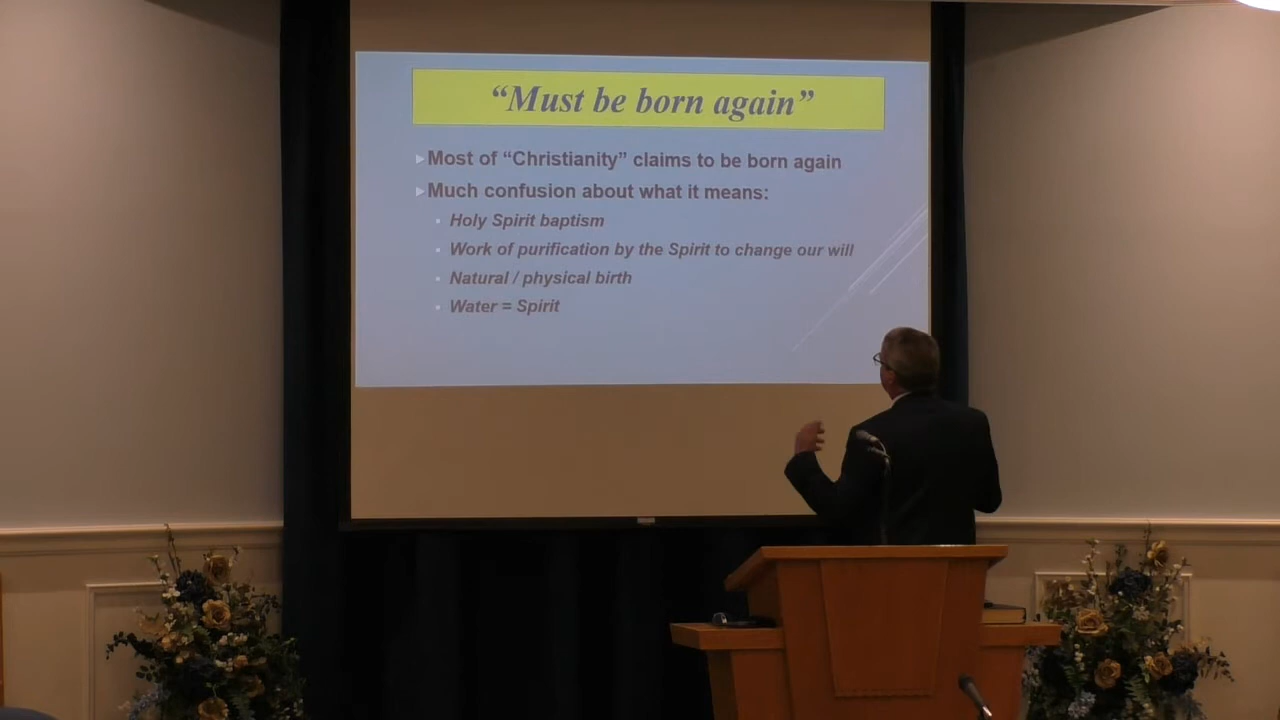 “Must be born again”
Most of “Christianity” claims to be born again
Much confusion about what it means:
Holy Spirit baptism
Work of purification by the Spirit to change our will
Natural / physical birth
Water = Spirit